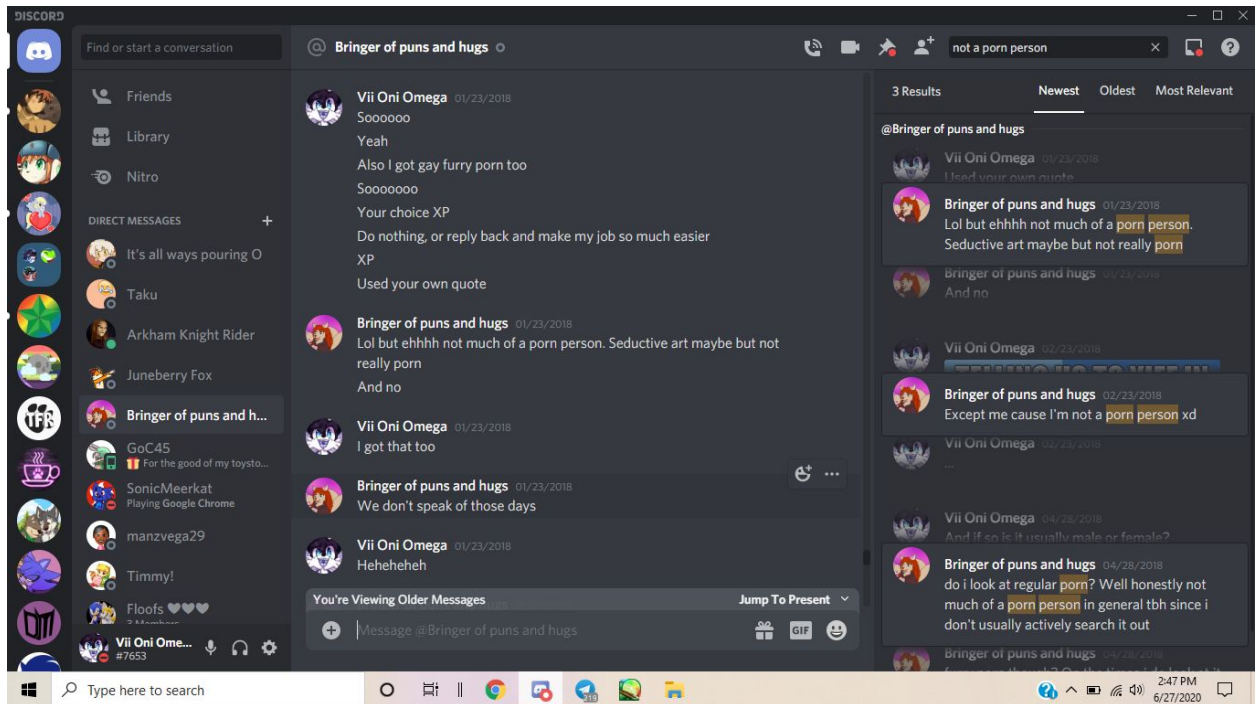 DISCORD
Find or start a conversation
Friends
Library
Nitro
DIRECT MESSAGES
It's all ways pouring O
Taku
Arkham Knight Rider
Juneberry Fox
Bringer of puns and h...
GoC45
For the good of my toysto...
SonicMeerkat
Playing Google Chrome
manzvega29
Timmy!
Floofs
3 Members
Vii Oni Ome...
#7653
TFR
Bringer of puns and hugs
not a porn person
Vii Oni Omega 01/23/2018
Soooooo
Yeah
Also I got gay furry porn too
Sooooooo
Your choice XP
Do nothing, or reply back and make my job so much easier
XP
Used your own quote
Bringer of puns and hugs 01/23/2018
Lol but ehhhh not much of a porn person. Seductive art maybe but not
really porn
And no
Vii Oni Omega 01/23/2018
I got that too
Bringer of puns and hugs 01/23/2018
We don't speak of those days
Vii Oni Omega 01/23/2018
Heheheheh
You're Viewing Older Messages
Jump To Present
Message @Bringer of puns and hugs
GIF
3 Results
Newest Oldest Most Relevant
@Bringer of puns and hugs
Vii Oni Omega 01/23/2018
Used your own quote
Bringer of puns and hugs 01/23/2018
Lol but ehhhh not much of a porn person.
Seductive art maybe but not really porn
Bringer of puns and hugs 01/23/2018
And no
Vii Oni Omega 02/23/2018
Bringer of puns and hugs 02/23/2018
Except me cause I'm not a porn person xd
Vii Oni Omega 02/23/2018
...
Vii Oni Omega 04/28/2018
And if so is it usually male or female?
Bringer of puns and hugs 04/28/2018
do i look at regular porn? Well honestly not
much of a porn person in general tbh since i
don't usually actively search it out
Bringer of puns and hugs 04/28/2018
Type here to search
219
2:47 PM
6/27/2020